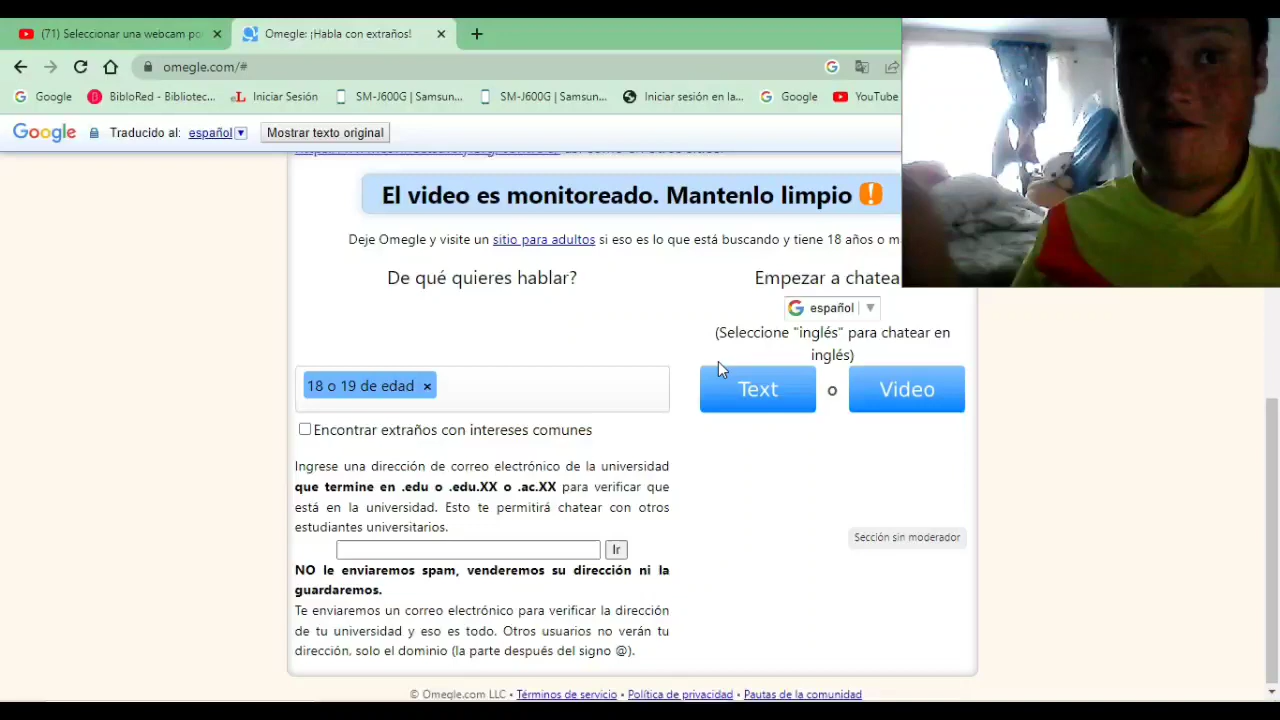 (71) Seleccionar una webcam po
Omegle: ¡Habla con extraños!
omegle.com/#
Google
BibloRed - Bibliotec...
Iniciar Sesión
SM-J600G | Samsun...
SM-J600G | Samsun...
Iniciar sesión en la...
Google
YouTube
Google Traducido al: español Mostrar texto original
El video es monitoreado. Mantenlo limpio
Deje Omegle y visite un sitio para adultos si eso es lo que está buscando y tiene 18 años o
De qué quieres hablar?
Empezar a chatea
español
(Seleccione "inglés" para chatear en
inglés)
18 o 19 de edad ×
Text o Video
Encontrar extraños con intereses comunes
Ingrese una dirección de correo electrónico de la universidad
que termine en .edu o .edu.XX o .ac.XX para verificar que
está en la universidad. Esto te permitirá chatear con otros
estudiantes universitarios.
Ir
Sección sin moderador
NO le enviaremos spam, venderemos su dirección ni la
guardaremos.
Te enviaremos un correo electrónico para verificar la dirección
de tu universidad y eso es todo. Otros usuarios no verán tu
dirección, solo el dominio (la parte después del signo @).
© Omegle.com LLC • Términos de servicio • Política de privacidad • Pautas de la comunidad